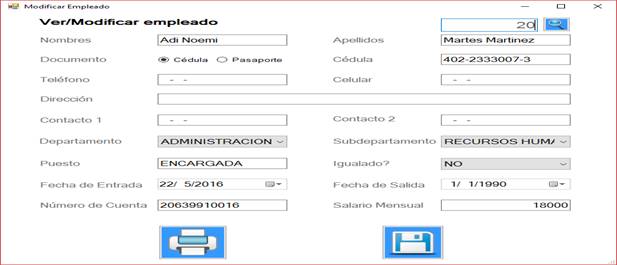 Modificar Empleado
Ver/Modificar empleado 20
Nombres Adi Noemi Apellidos Martes Martinez
Documento Cédula Pasaporte Cédula 402-2333007-3
Teléfono - - Celular - -
Dirección
Contacto 1 - - Contacto 2 - -
Departamento ADMINISTRACION Subdepartamento RECURSOS HUMA
Puesto ENCARGADA Igualado? NO
Fecha de Entrada 22/ 5/2016 Fecha de Salida 1/ 1/1990
Número de Cuenta 20639910016 Salario Mensual 18000